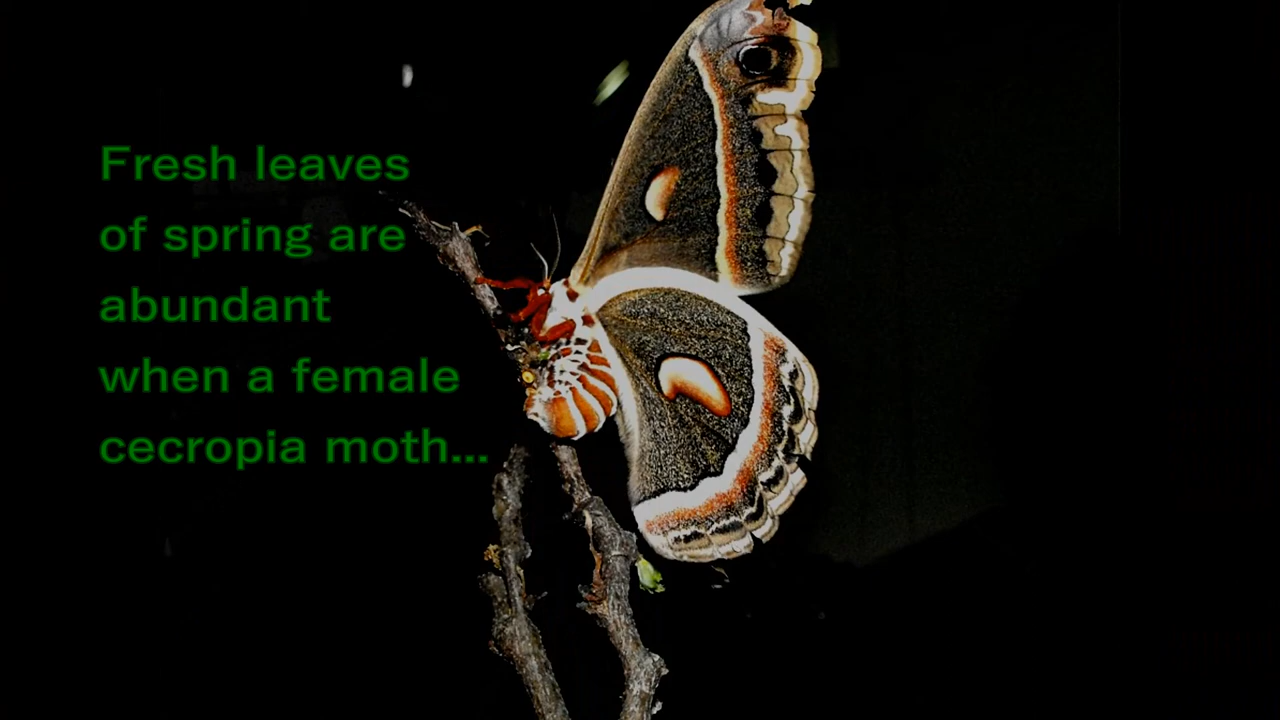 Fresh leaves
of spring are
abundant
when a female
cecropia moth...